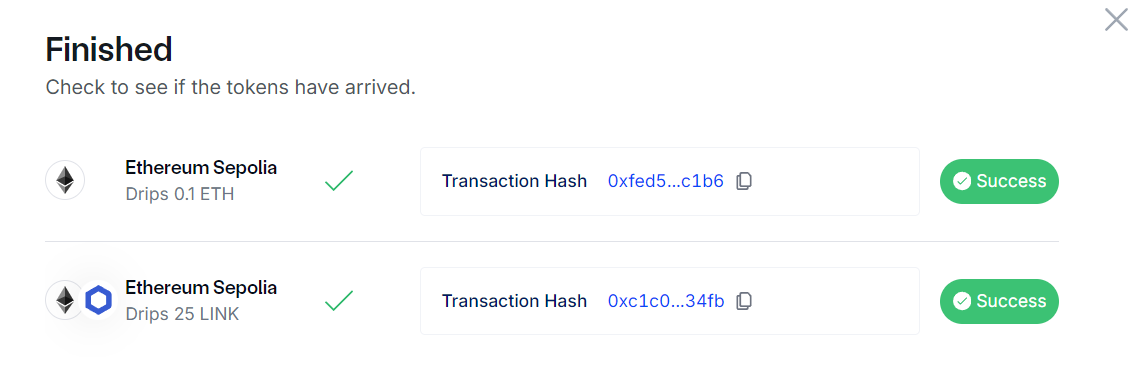 Finished
Check to see if the tokens have arrived.
Ethereum Sepolia
Drips 0.1 ETH
Transaction Hash 0xfed5...c1b6
Success
Ethereum Sepolia
Drips 25 LINK
Transaction Hash 0xc1c0...34fb
Success